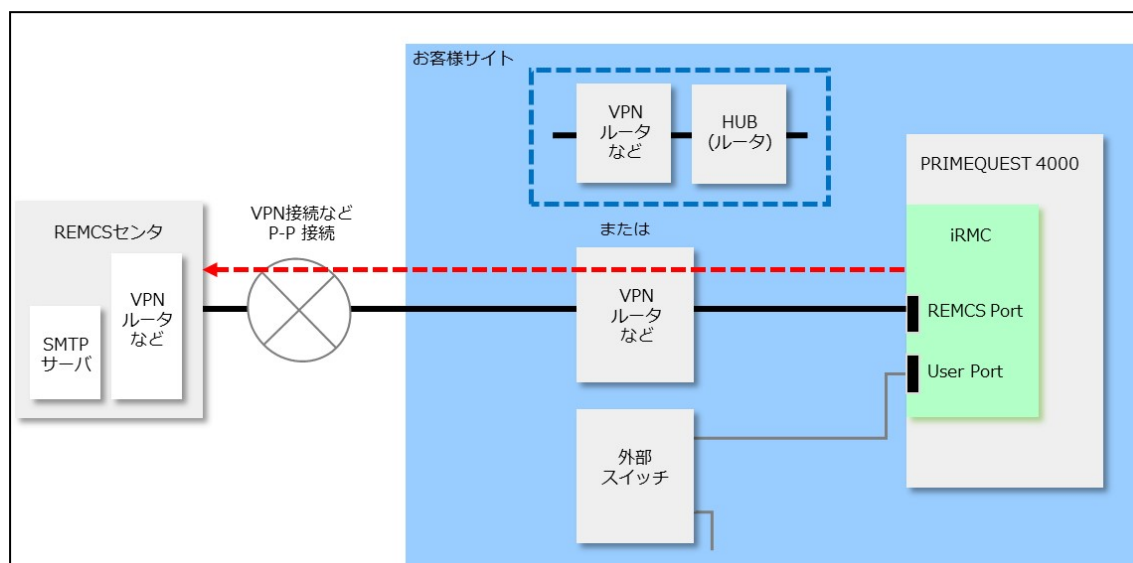 お客様サイト
VPN
ルータ
など
HUB
(ルータ)
PRIMEQUEST 4000
REMCSセンタ
VPN接続など
P-P 接続
または
iRMC
VPN
ルータ
など
SMTP
サーバ
VPN
ルータ
など
REMCS Port
User Port
外部
スイッチ